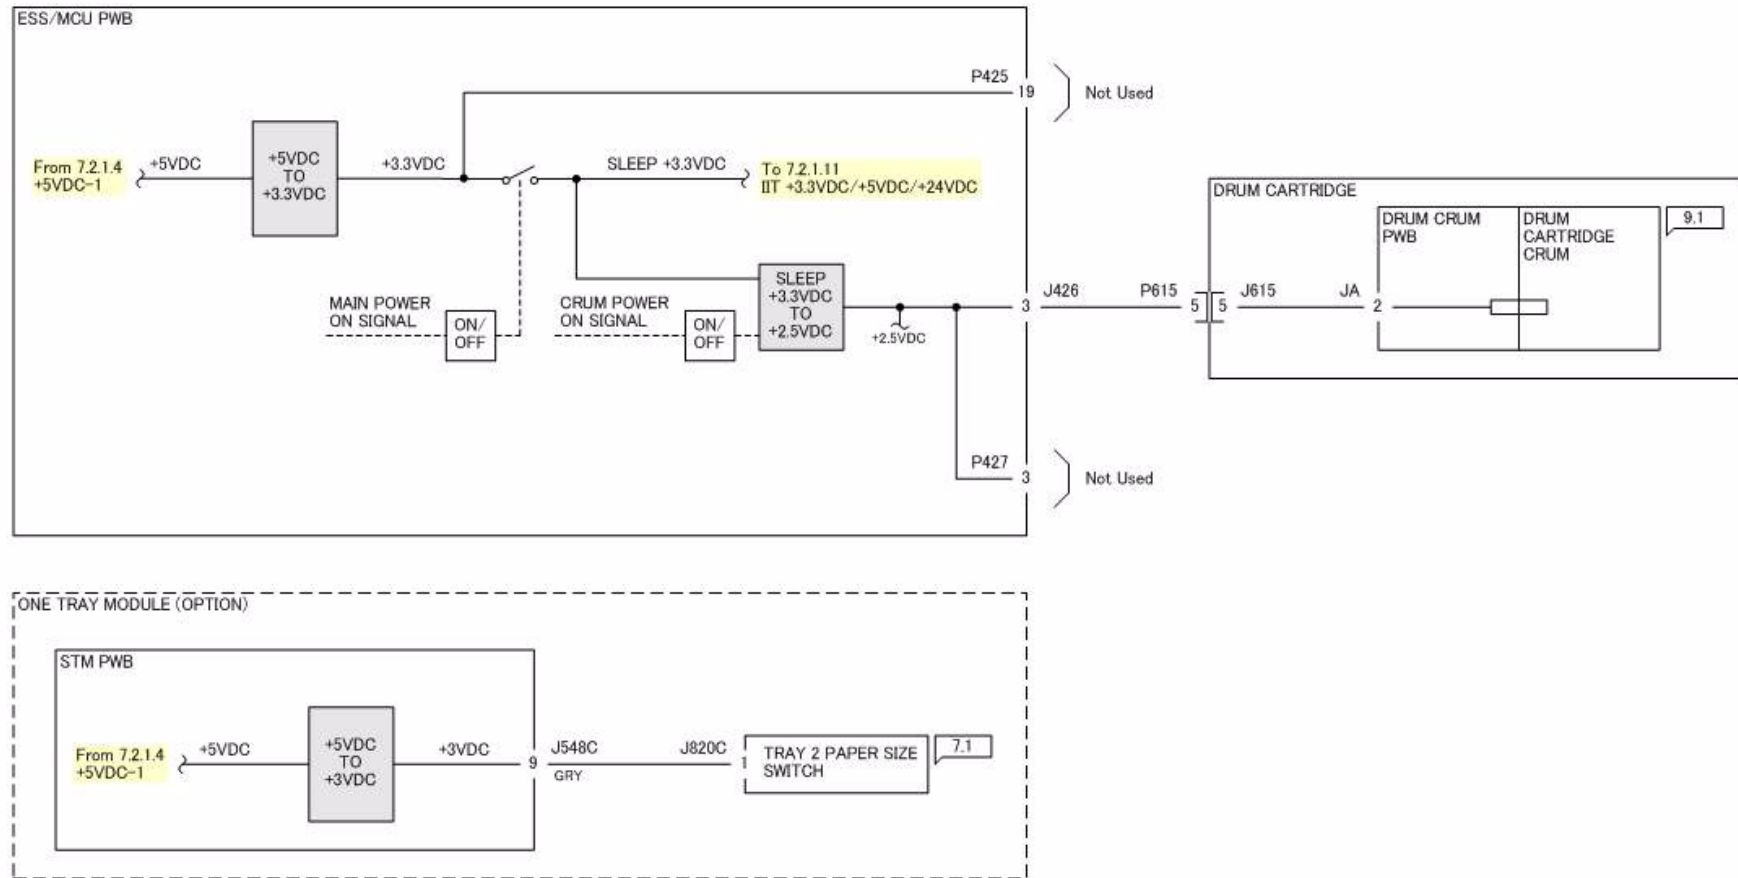 ESS/MCU PWB
P425
19
Not Used
From 7.2.1.4
+5VDC-1
+5VDC
+5VDC
TO
+3.3VDC
+3.3VDC
SLEEP +3.3VDC
To 7.2.1.11
IIT +3.3VDC/+5VDC/+24VDC
MAIN POWER
ON SIGNAL
ON/
OFF
CRUM POWER
ON SIGNAL
ON/
OFF
SLEEP
+3.3VDC
TO
+2.5VDC
+2.5VDC
3
J426
P615
5
5
J615
JA
2
DRUM CARTRIDGE
DRUM CRUM
PWB
DRUM
CARTRIDGE
CRUM
9.1
P427
3
Not Used
ONE TRAY MODULE (OPTION)
STM PWB
From 7.2.1.4
+5VDC-1
+5VDC
+5VDC
TO
+3VDC
+3VDC
9
J548C
GRY
J820C
1
TRAY 2 PAPER SIZE
SWITCH
7.1